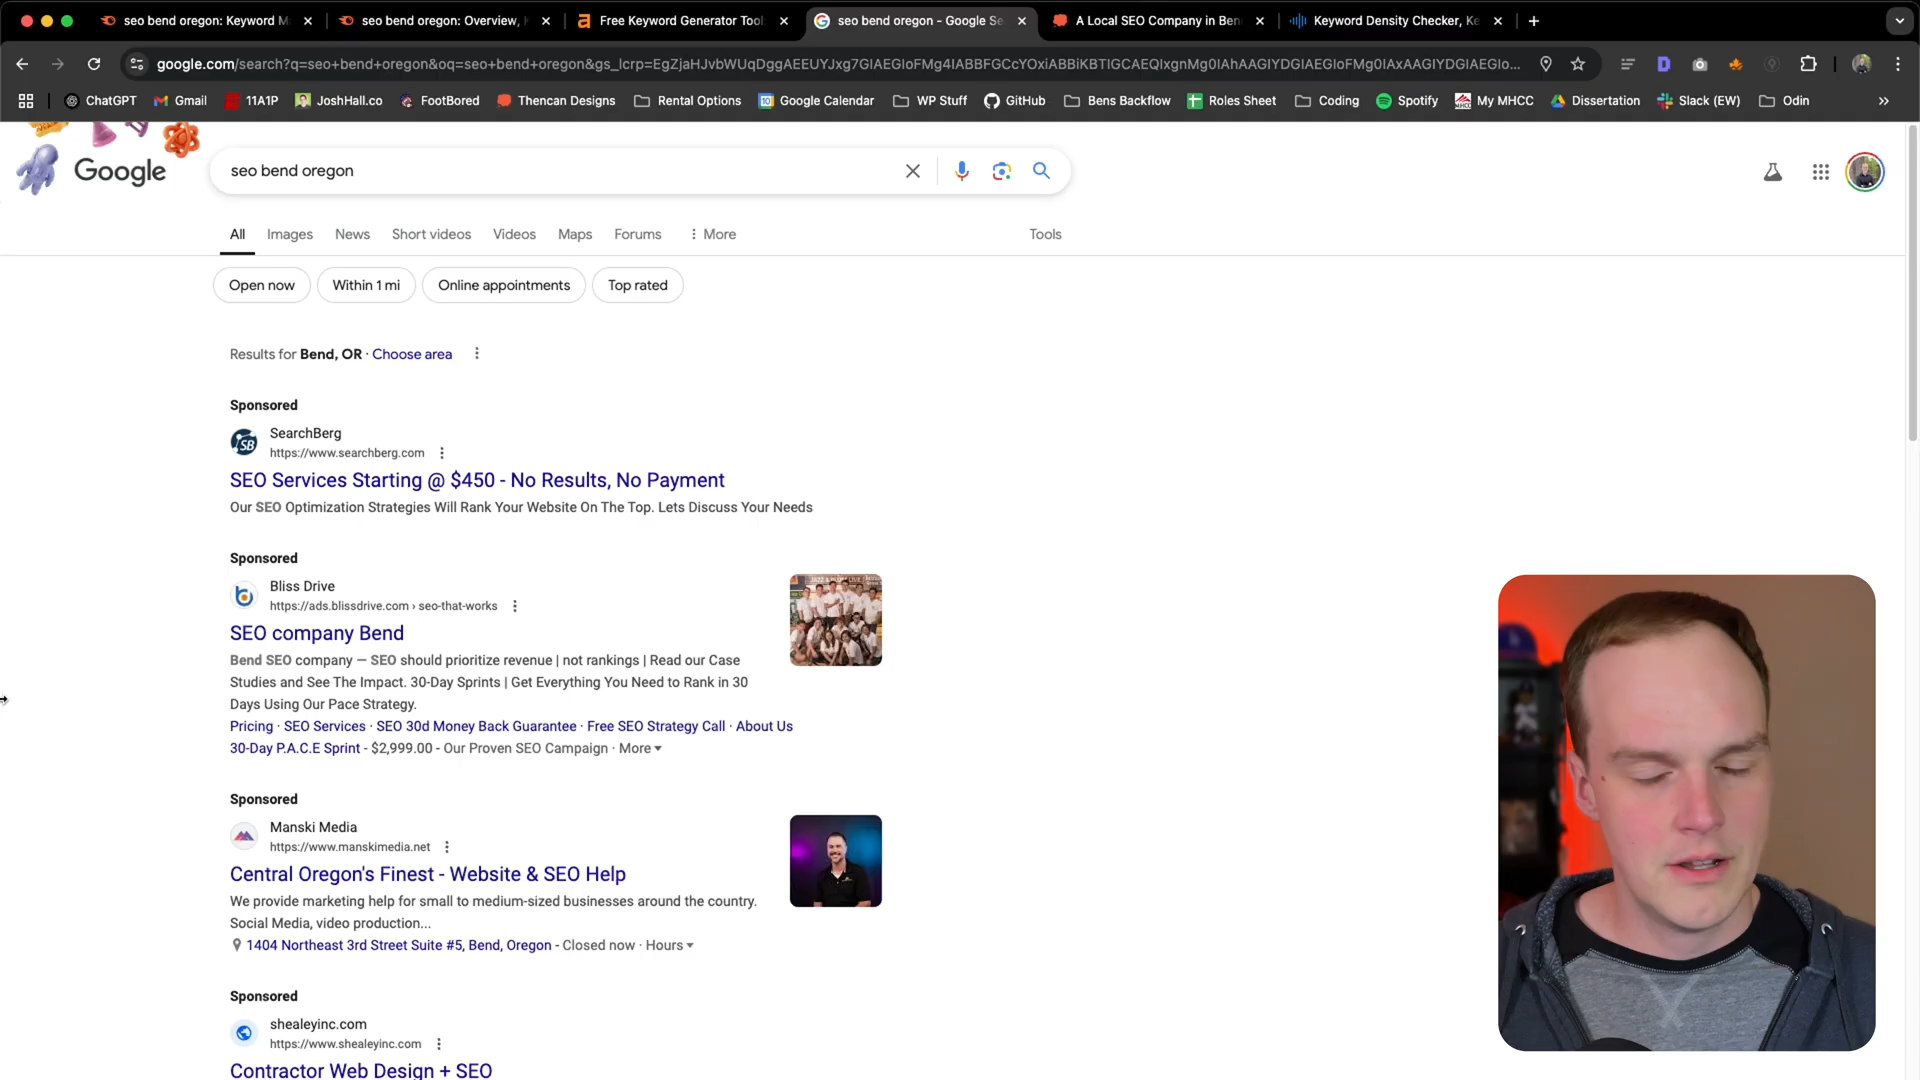 seo bend oregon: Keyword M
seo bend oregon: Overview,
Free Keyword Generator Tool
seo bend oregon - Google Se
A Local SEO Company in Ben
Keyword Density Checker, Ke
google.com/search?q=seo+bend+oregon&oq=seo+bend+oregon&gs_lcrp=EgZjaHJvbWUqDggAEEUYJxg7GIAEGIoFMg4IABBFGCcYOxiABBiKBTIGCAEQIxgnMg0IAhAAGIYDGIAEGIoFMg0IAxAAGIYDGIAEGIo...
ChatGPT
Gmail
11A1P
JoshHall.co
FootBored
Thencan Designs
Rental Options
Google Calendar
WP Stuff
GitHub
Bens Backflow
Roles Sheet
Coding
Spotify
My MHCC
Dissertation
Slack (EW)
Odin
Google
seo bend oregon
All
Images
News
Short videos
Videos
Maps
Forums
More
Tools
Open now
Within 1 mi
Online appointments
Top rated
Results for Bend, OR · Choose area
Sponsored
SearchBerg
https://www.searchberg.com
SEO Services Starting @ $450 - No Results, No Payment
Our SEO Optimization Strategies Will Rank Your Website On The Top. Lets Discuss Your Needs
Sponsored
Bliss Drive
https://ads.blissdrive.com › seo-that-works
SEO company Bend
Bend SEO company — SEO should prioritize revenue | not rankings | Read our Case
Studies and See The Impact. 30-Day Sprints | Get Everything You Need to Rank in 30
Days Using Our Pace Strategy.
Pricing · SEO Services · SEO 30d Money Back Guarantee · Free SEO Strategy Call · About Us
30-Day P.A.C.E Sprint - $2,999.00 - Our Proven SEO Campaign · More
Sponsored
Manski Media
https://www.manskimedia.net
Central Oregon's Finest - Website & SEO Help
We provide marketing help for small to medium-sized businesses around the country.
Social Media, video production...
1404 Northeast 3rd Street Suite #5, Bend, Oregon - Closed now · Hours
Sponsored
shealeyinc.com
https://www.shealeyinc.com
Contractor Web Design + SEO